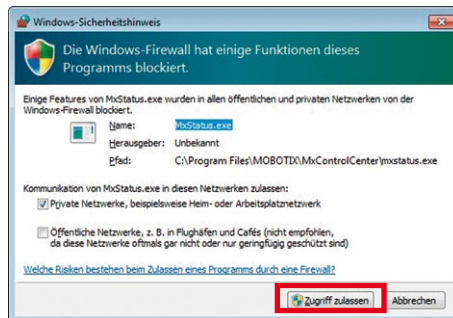 Windows-Sicherheitshinweis
Die Windows-Firewall hat einige Funktionen dieses
Programms blockiert.
Einige Features von MxStatus.exe wurden in allen öffentlichen und privaten Netzwerken von der
Windows-Firewall blockiert.
Name: MxStatus.exe
Herausgeber: Unbekannt
Pfad: C:\Program Files\MOBOTIX\MxControlCenter\mxstatus.exe
Kommunikation von MxStatus.exe in diesen Netzwerken zulassen:
Private Netzwerke, beispielsweise Heim- oder Arbeitsplatznetzwerk
Öffentliche Netzwerke, z. B. in Flughäfen und Cafés (nicht empfohlen,
da diese Netzwerke oftmals gar nicht oder nur geringfügig geschützt sind)
Welche Risiken bestehen beim Zulassen eines Programms durch eine Firewall?
Zugriff zulassen Abbrechen